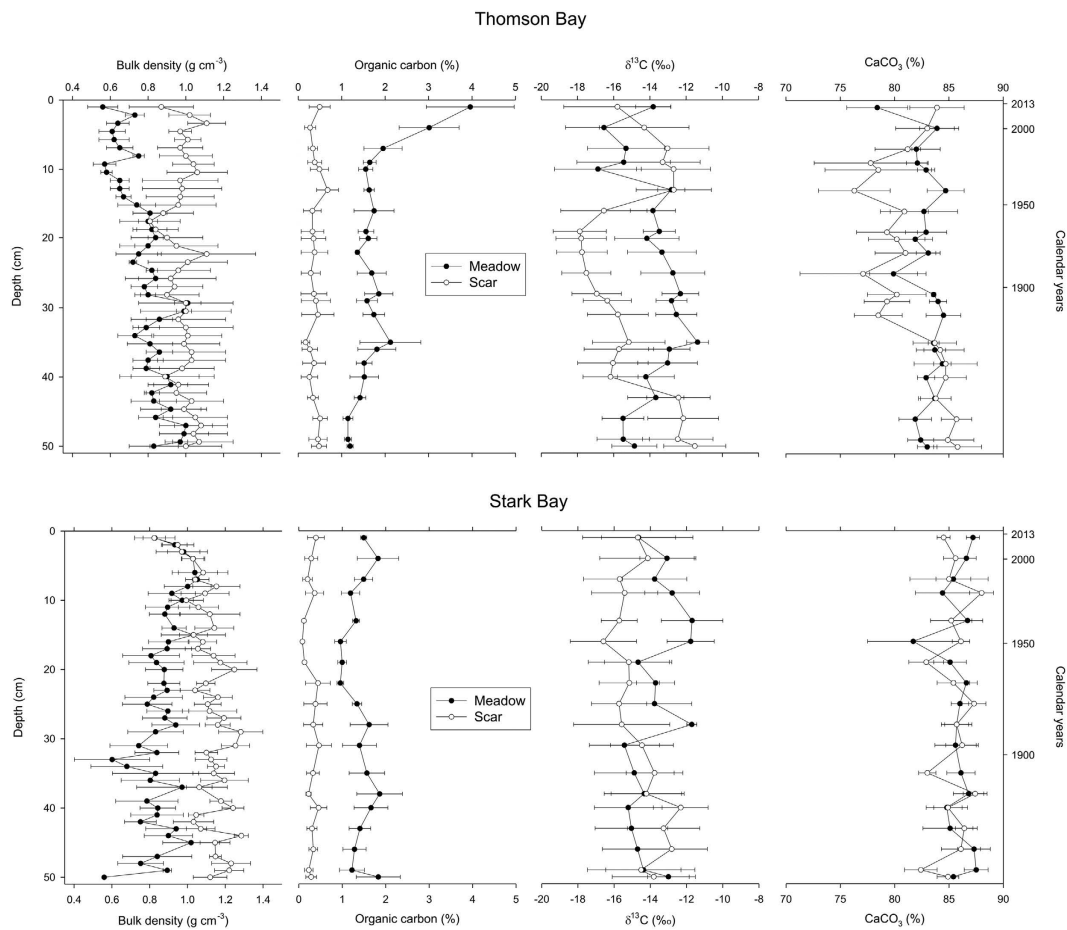 Thomson Bay
Bulk density (g cm⁻³) Organic carbon (%) δ¹³C (‰) CaCO₃ (%)
0.4 0.6 0.8 1.0 1.2 1.4 0 1 2 3 4 5 -20 -18 -16 -14 -12 -10 -8 70 75 80 85 90
0 2013
2000
10
1950
20
Meadow
Scar
1900
30
40
50
Depth (cm)
Calendar years
Stark Bay
0 2013
2000
10
1950
20
Meadow
Scar
30
1900
40
50
Depth (cm)
Calendar years
0.4 0.6 0.8 1.0 1.2 1.4 0 1 2 3 4 5 -20 -18 -16 -14 -12 -10 -8 70 75 80 85 90
Bulk density (g cm⁻³) Organic carbon (%) δ¹³C (‰) CaCO₃ (%)